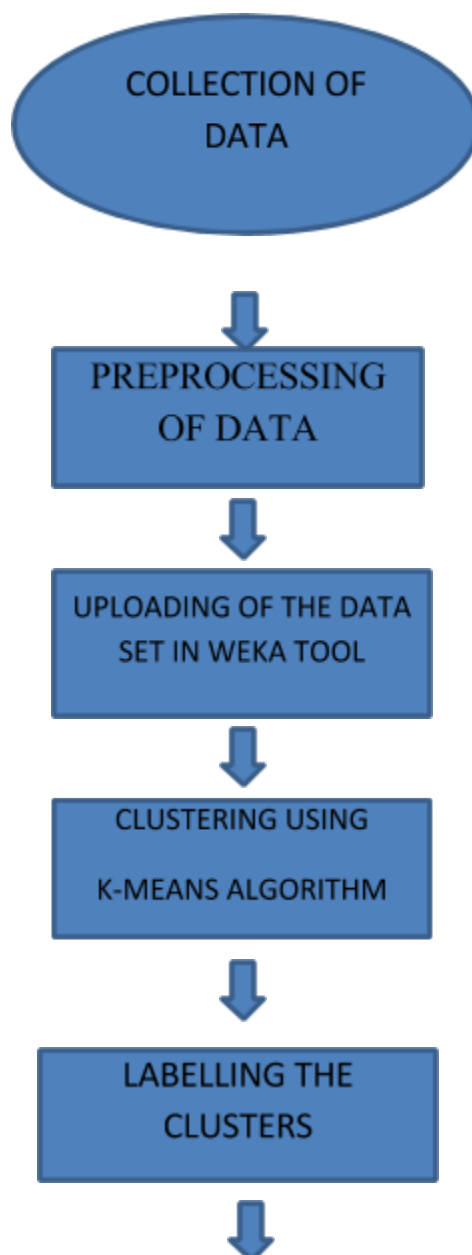 COLLECTION OF
DATA
PREPROCESSING
OF DATA
UPLOADING OF THE DATA
SET IN WEKA TOOL
CLUSTERING USING
K-MEANS ALGORITHM
LABELLING THE
CLUSTERS